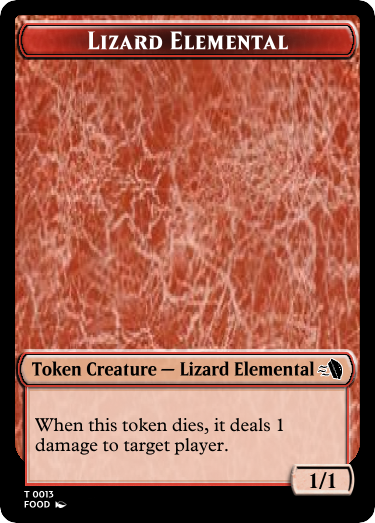 Lizard Elemental
Token Creature — Lizard Elemental
When this token dies, it deals 1
damage to target player.
1/1
T 0013
FOOD